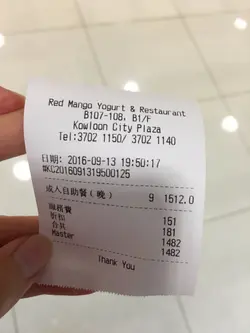 Red Mango Yogurt & Restaurant
B107-108, B1/F
Kowloon City Plaza
Tel:3702 1150/ 3702 1140
日期: 2016-09-13 19:50:17
#KC2016091319500125
成人自助餐(晚) 9 1512.0
服務費 151
折扣 181
合共 1482
Master 1482
Thank You